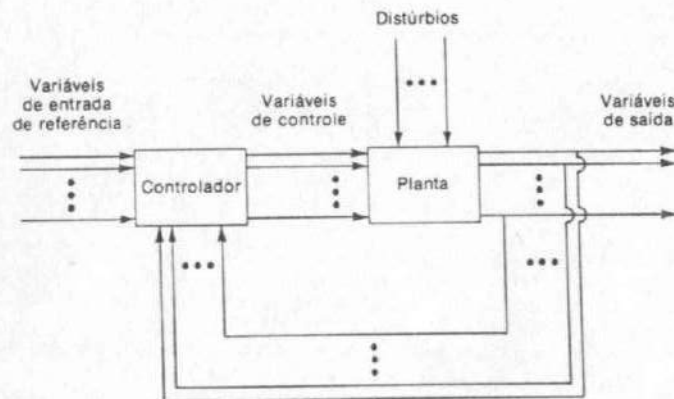 Distúrbios
Variáveis
de entrada
de referência
Variáveis
de controle
Variáveis
de saída
Controlador
Planta